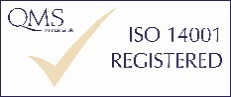 QMS
ISO 14001
REGISTERED